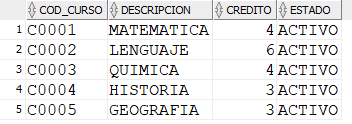 COD_CURSO DESCRIPCION CREDITO ESTADO
1 C0001 MATEMATICA 4 ACTIVO
2 C0002 LENGUAJE 6 ACTIVO
3 C0003 QUIMICA 4 ACTIVO
4 C0004 HISTORIA 3 ACTIVO
5 C0005 GEOGRAFIA 3 ACTIVO